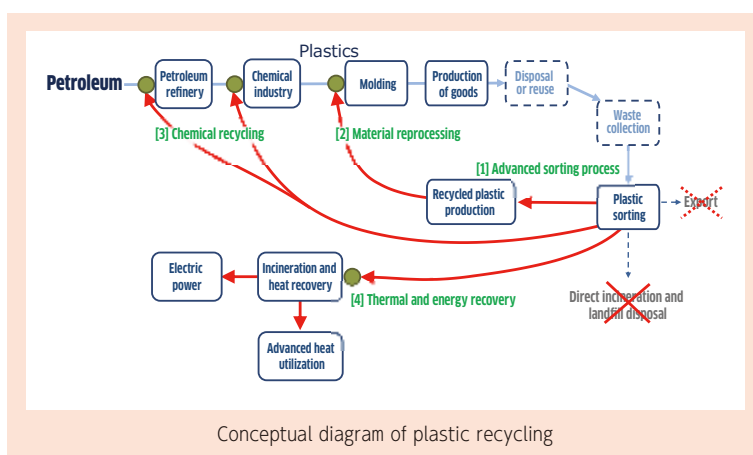 Plastics
Petroleum
Petroleum
refinery
Chemical
industry
Molding
Production
of goods
Disposal
or reuse
Waste
collection
[3] Chemical recycling
[2] Material reprocessing
[1] Advanced sorting process
Recycled plastic
production
Plastic
sorting
Export
Electric
power
Incineration and
heat recovery
[4] Thermal and energy recovery
Direct incineration and
landfill disposal
Advanced heat
utilization
Conceptual diagram of plastic recycling